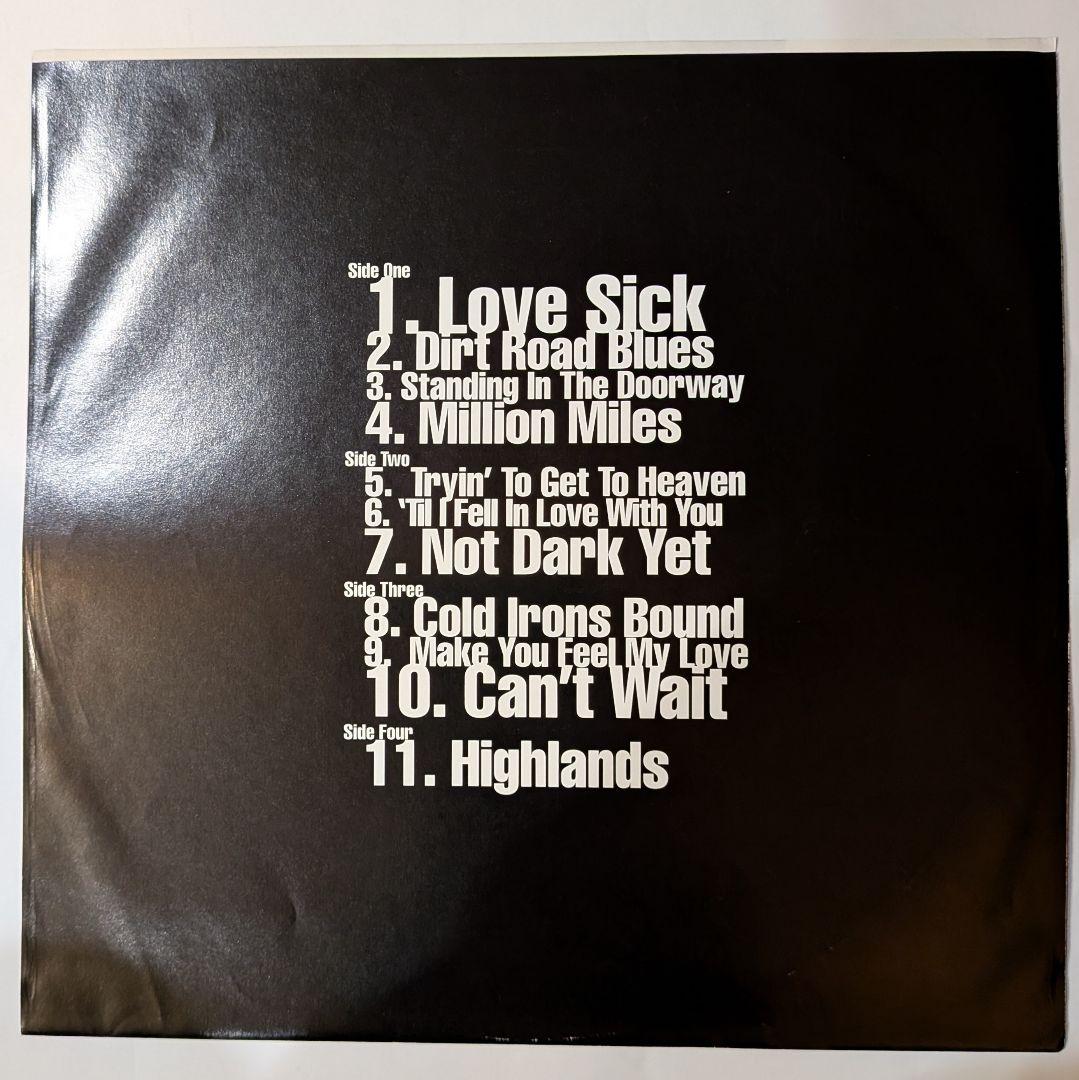 Side One
1. Love Sick
2. Dirt Road Blues
3. Standing In The Doorway
4. Million Miles
Side Two
5. Tryin’ To Get To Heaven
6. ‘Til I Fell In Love With You
7. Not Dark Yet
Side Three
8. Cold Irons Bound
9. Make You Feel My Love
10. Can’t Wait
Side Four
11. Highlands